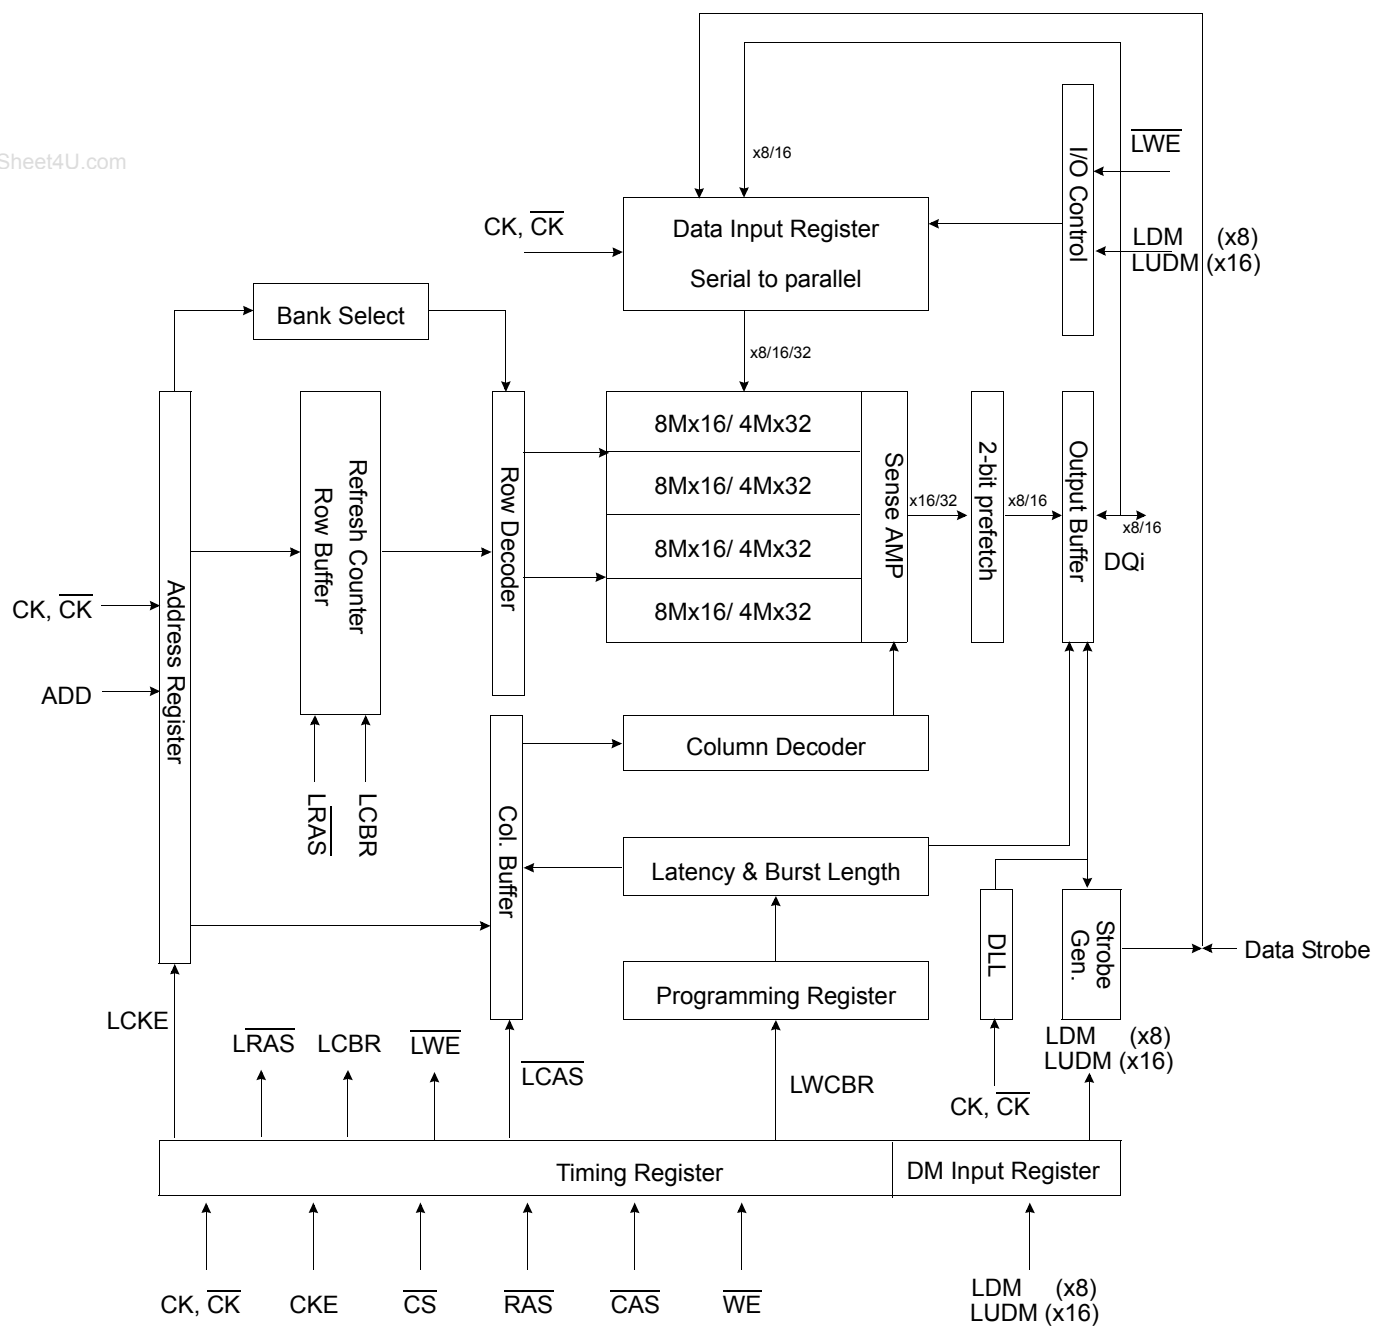 Sheet4U.com
x8/16
LWE
I/O Control
CK, CK
Data Input Register
Serial to parallel
LDM (x8)
LUDM (x16)
Bank Select
x8/16/32
8Mx16/ 4Mx32
8Mx16/ 4Mx32
8Mx16/ 4Mx32
8Mx16/ 4Mx32
Refresh Counter
Row Buffer
Row Decoder
Sense AMP
x16/32
2-bit prefetch
x8/16
Output Buffer
x8/16
DQi
Address Register
CK, CK
ADD
LRAS
LCBR
Col. Buffer
Column Decoder
Latency & Burst Length
DLL
Strobe
Gen.
Data Strobe
Programming Register
LCKE
LRAS
LCBR
LWE
LCAS
LWCBR
CK, CK
LDM (x8)
LUDM (x16)
Timing Register
DM Input Register
CK, CK
CKE
CS
RAS
CAS
WE
LDM (x8)
LUDM (x16)